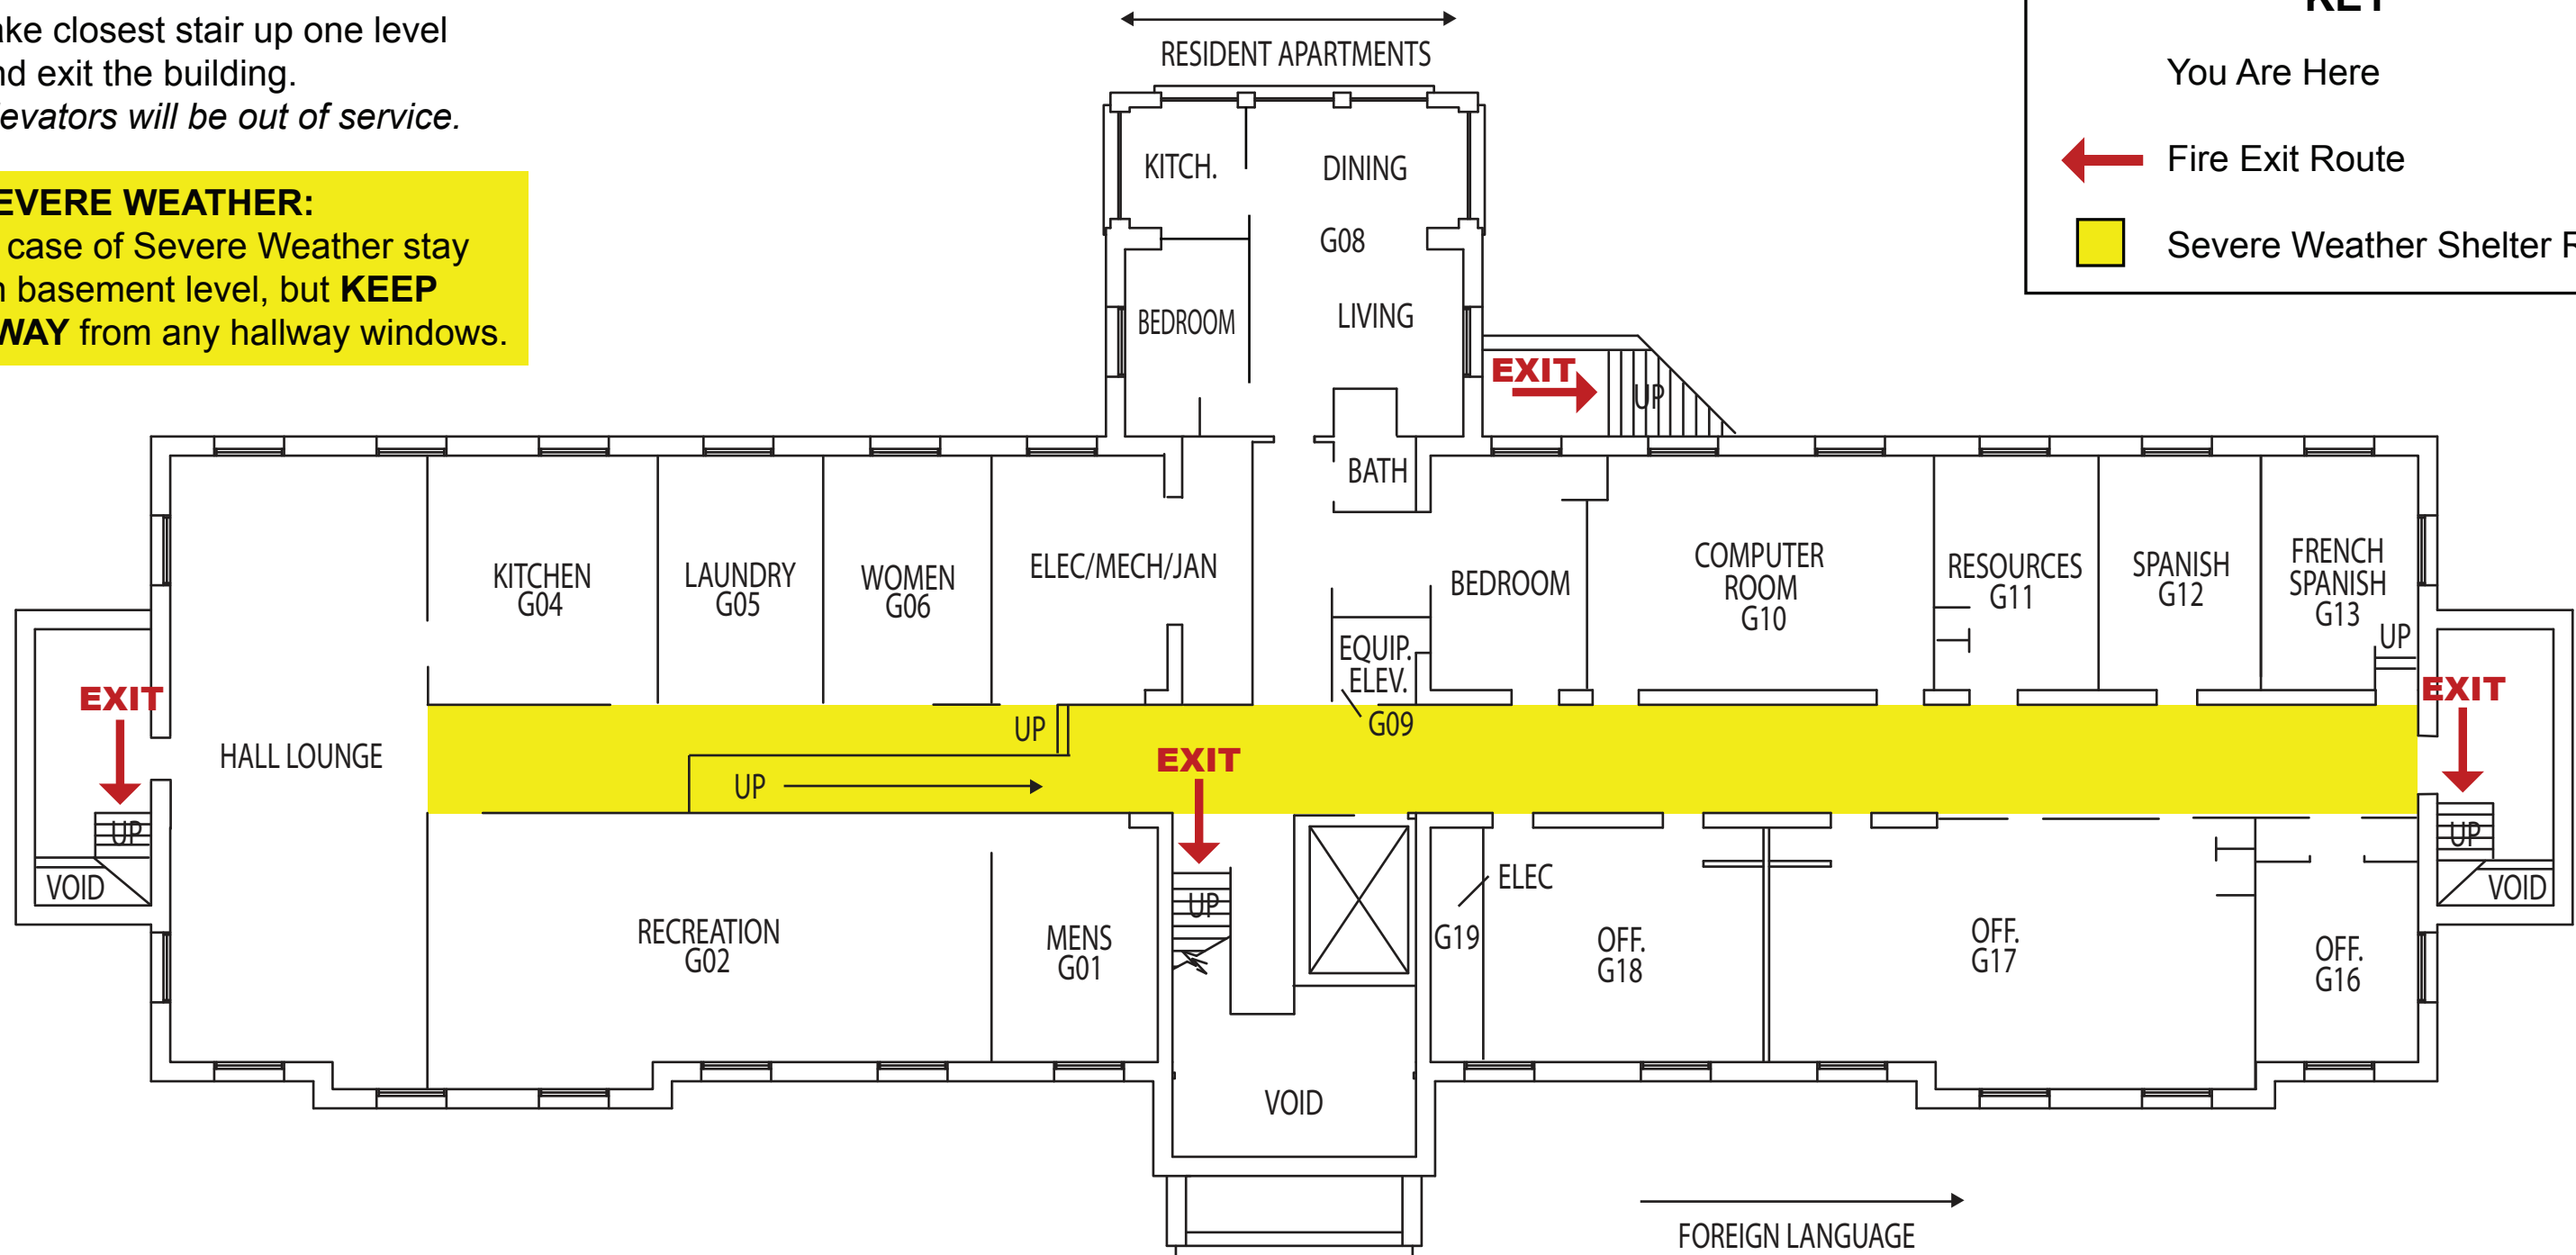 ake closest stair up one level
nd exit the building.
levators will be out of service.
EVERE WEATHER:
case of Severe Weather stay
n basement level, but KEEP
WAY from any hallway windows.
RESIDENT APARTMENTS
KEY
You Are Here
Fire Exit Route
Severe Weather Shelter R
KITCH.
DINING
G08
BEDROOM
LIVING
EXIT
UP
BATH
KITCHEN
G04
LAUNDRY
G05
WOMEN
G06
ELEC/MECH/JAN
BEDROOM
COMPUTER
ROOM
G10
RESOURCES
G11
SPANISH
G12
FRENCH
SPANISH
G13
UP
EQUIP.
ELEV.
G09
EXIT
HALL LOUNGE
UP
UP
EXIT
EXIT
UP
VOID
UP
VOID
RECREATION
G02
MENS
G01
UP
ELEC
G19
OFF.
G18
OFF.
G17
OFF.
G16
VOID
FOREIGN LANGUAGE